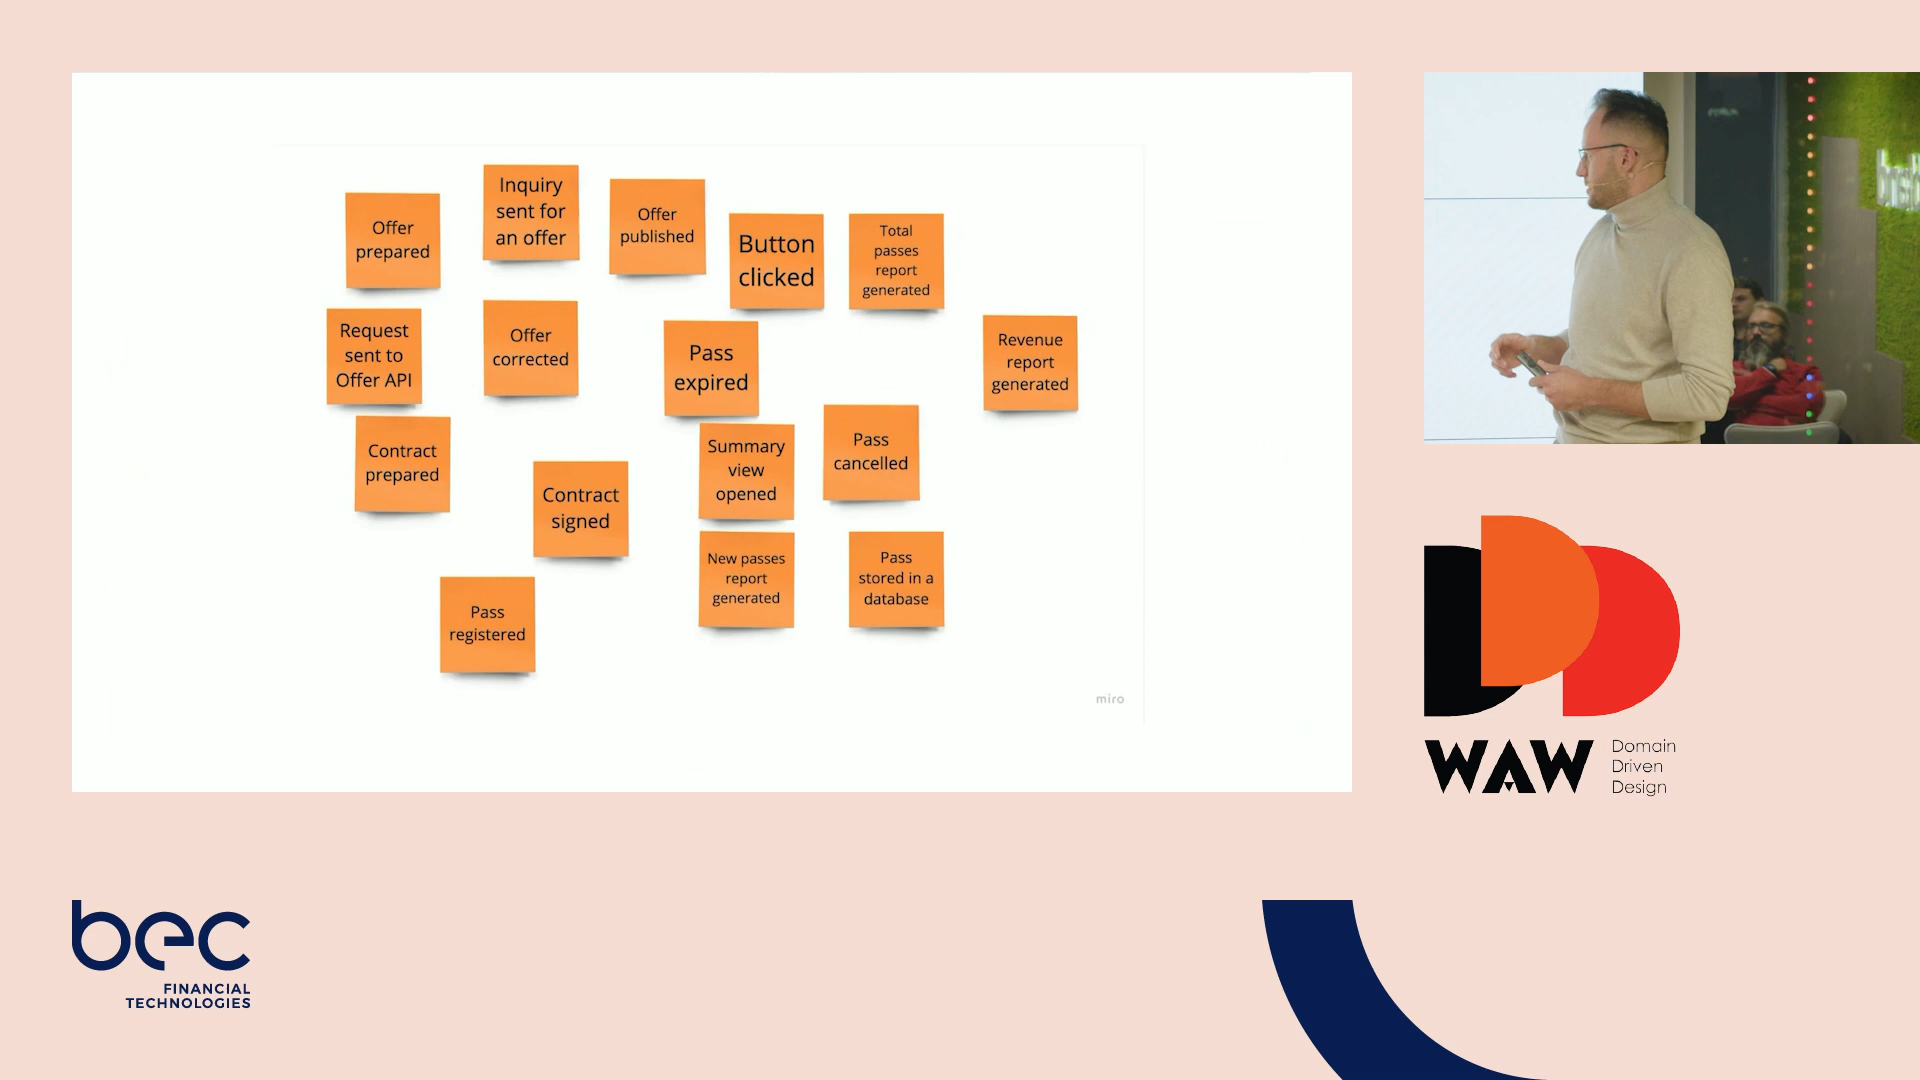 Offer
prepared
Inquiry
sent for
an offer
Offer
published
Button
clicked
Total
passes
report
generated
Request
sent to
Offer API
Offer
corrected
Pass
expired
Revenue
report
generated
Contract
prepared
Contract
signed
Summary
view
opened
Pass
cancelled
New passes
report
generated
Pass
stored in a
database
Pass
registered
miro
WAW
Domain
Driven
Design
bec
FINANCIAL
TECHNOLOGIES